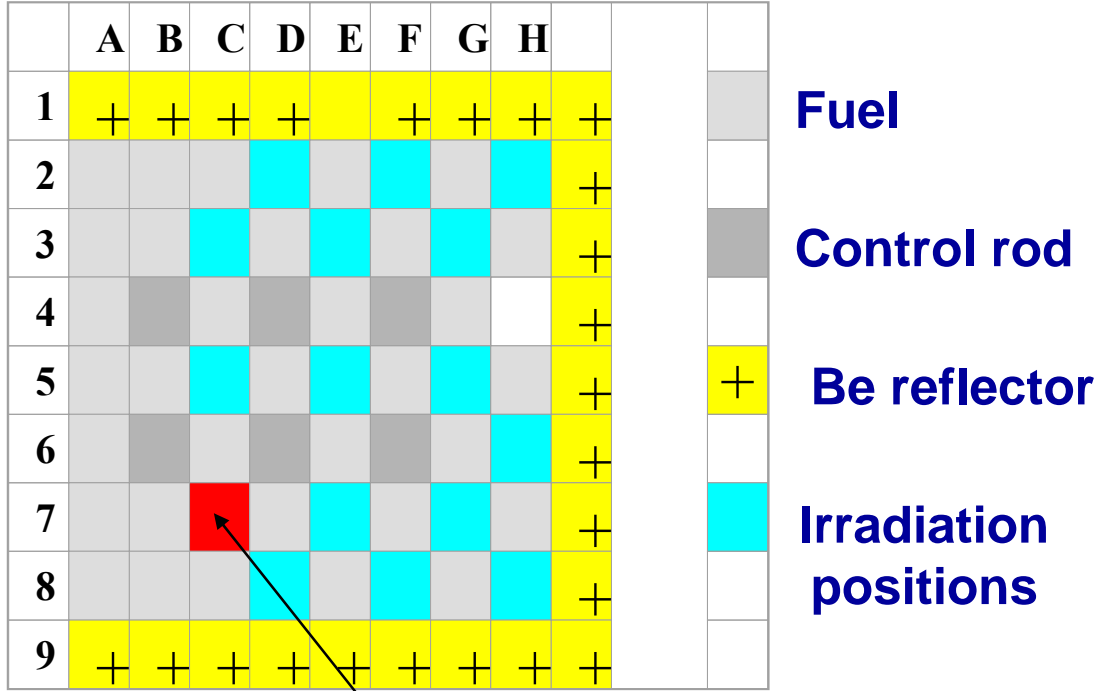 A B C D E F G H
1 + + + + + + + + Fuel
2 +
3 + Control rod
4 +
5 + + Be reflector
6 +
7 + Irradiation
8 + positions
9 + + + + + + + + +